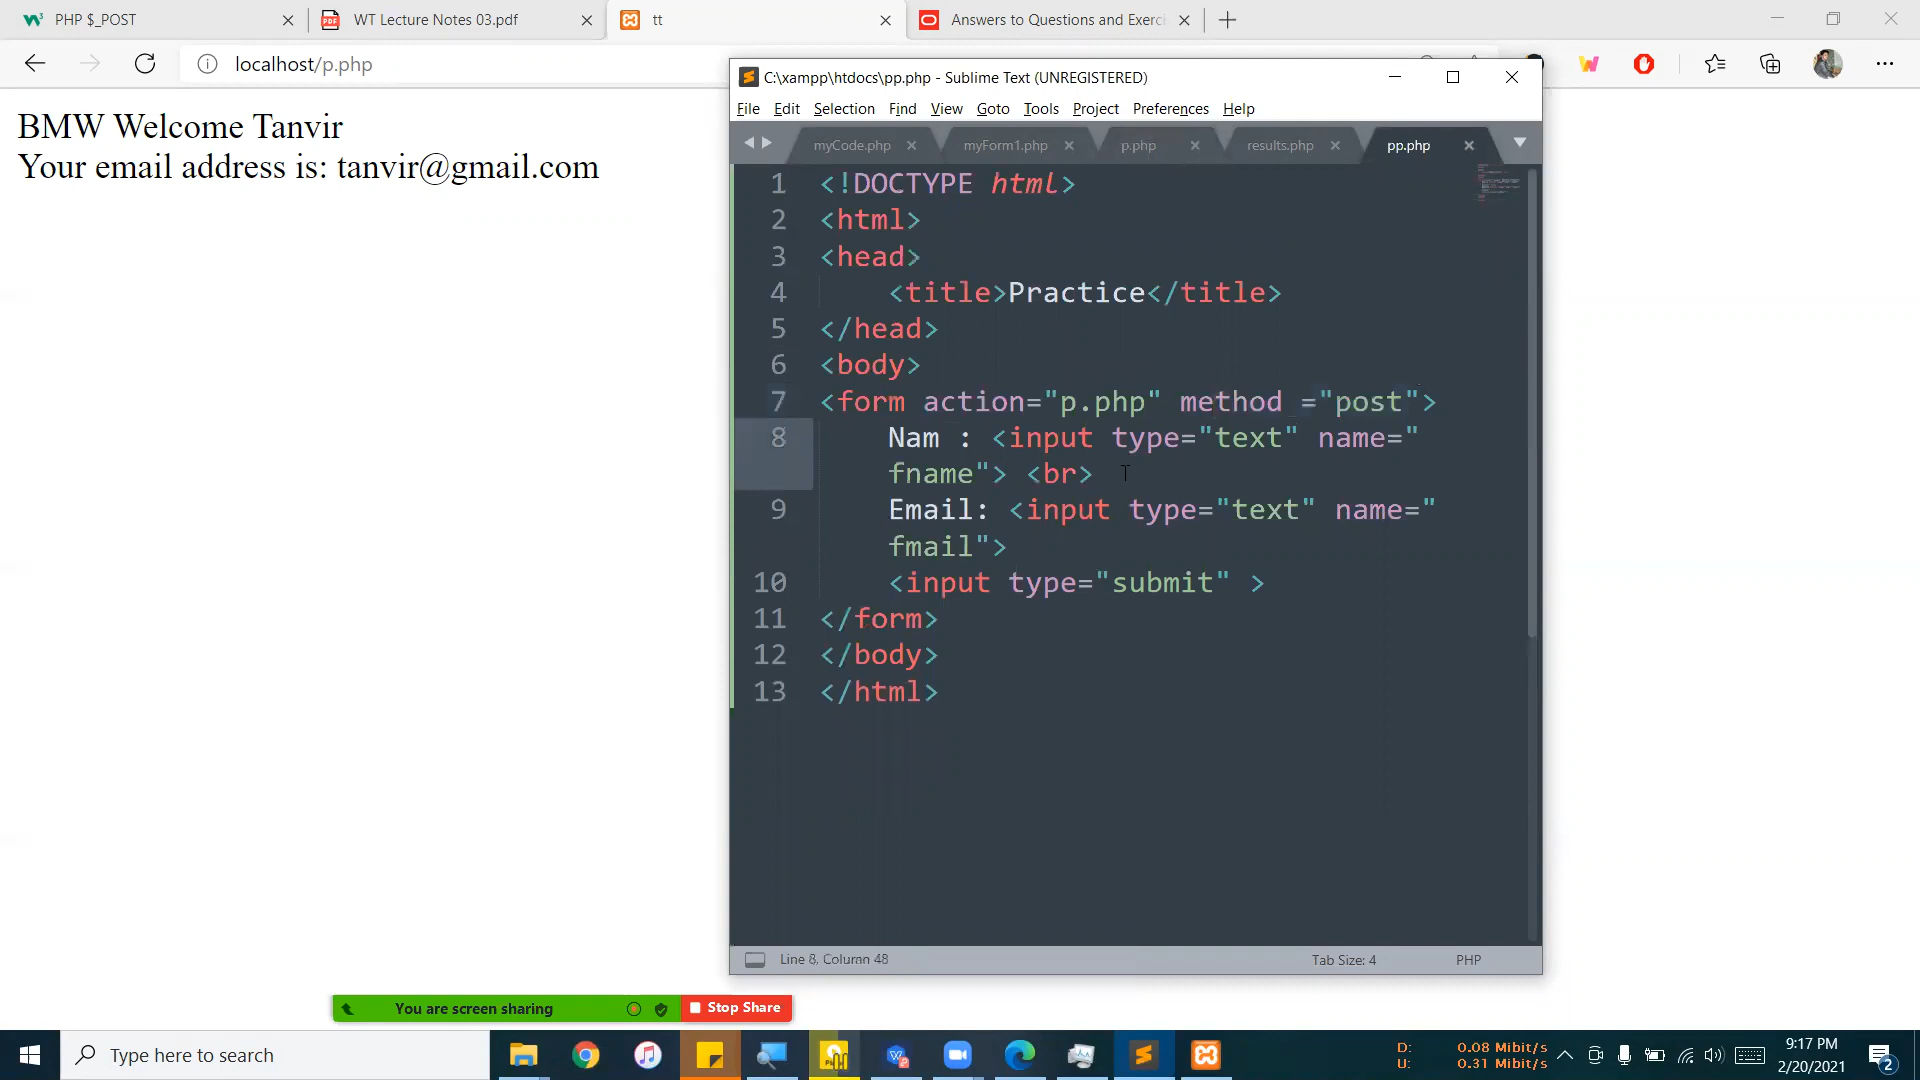 PHP $_POST
WT Lecture Notes 03.pdf
tt
Answers to Questions and Exerci
localhost/p.php
BMW Welcome Tanvir
Your email address is: tanvir@gmail.com
C:\xampp\htdocs\pp.php - Sublime Text (UNREGISTERED)
File Edit Selection Find View Goto Tools Project Preferences Help
myCode.php myForm1.php p.php results.php pp.php
1 <!DOCTYPE html>
2 <html>
3 <head>
4 <title>Practice</title>
5 </head>
6 <body>
7 <form action="p.php" method ="post">
8 Nam : <input type="text" name="
fname"> <br>
9 Email: <input type="text" name="
fmail">
10 <input type="submit" >
11 </form>
12 </body>
13 </html>
Line 8, Column 48
Tab Size: 4
PHP
You are screen sharing
Stop Share
Type here to search
D: 0.08 Mibit/s
U: 0.31 Mibit/s
9:17 PM
2/20/2021
2